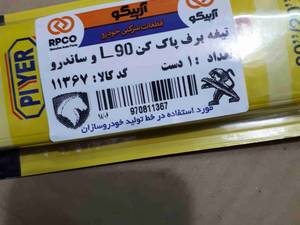 آرپیکو
RPCO
آرپیکو
قطعات شرکتی خودرو
تیغه برف پاک کن L90 و ساندرو
تعداد : ۱ دست
کد کالا: ۱۱۳۶۷
970811367
مورد استفاده در خط تولید خودروسازان
PIYER